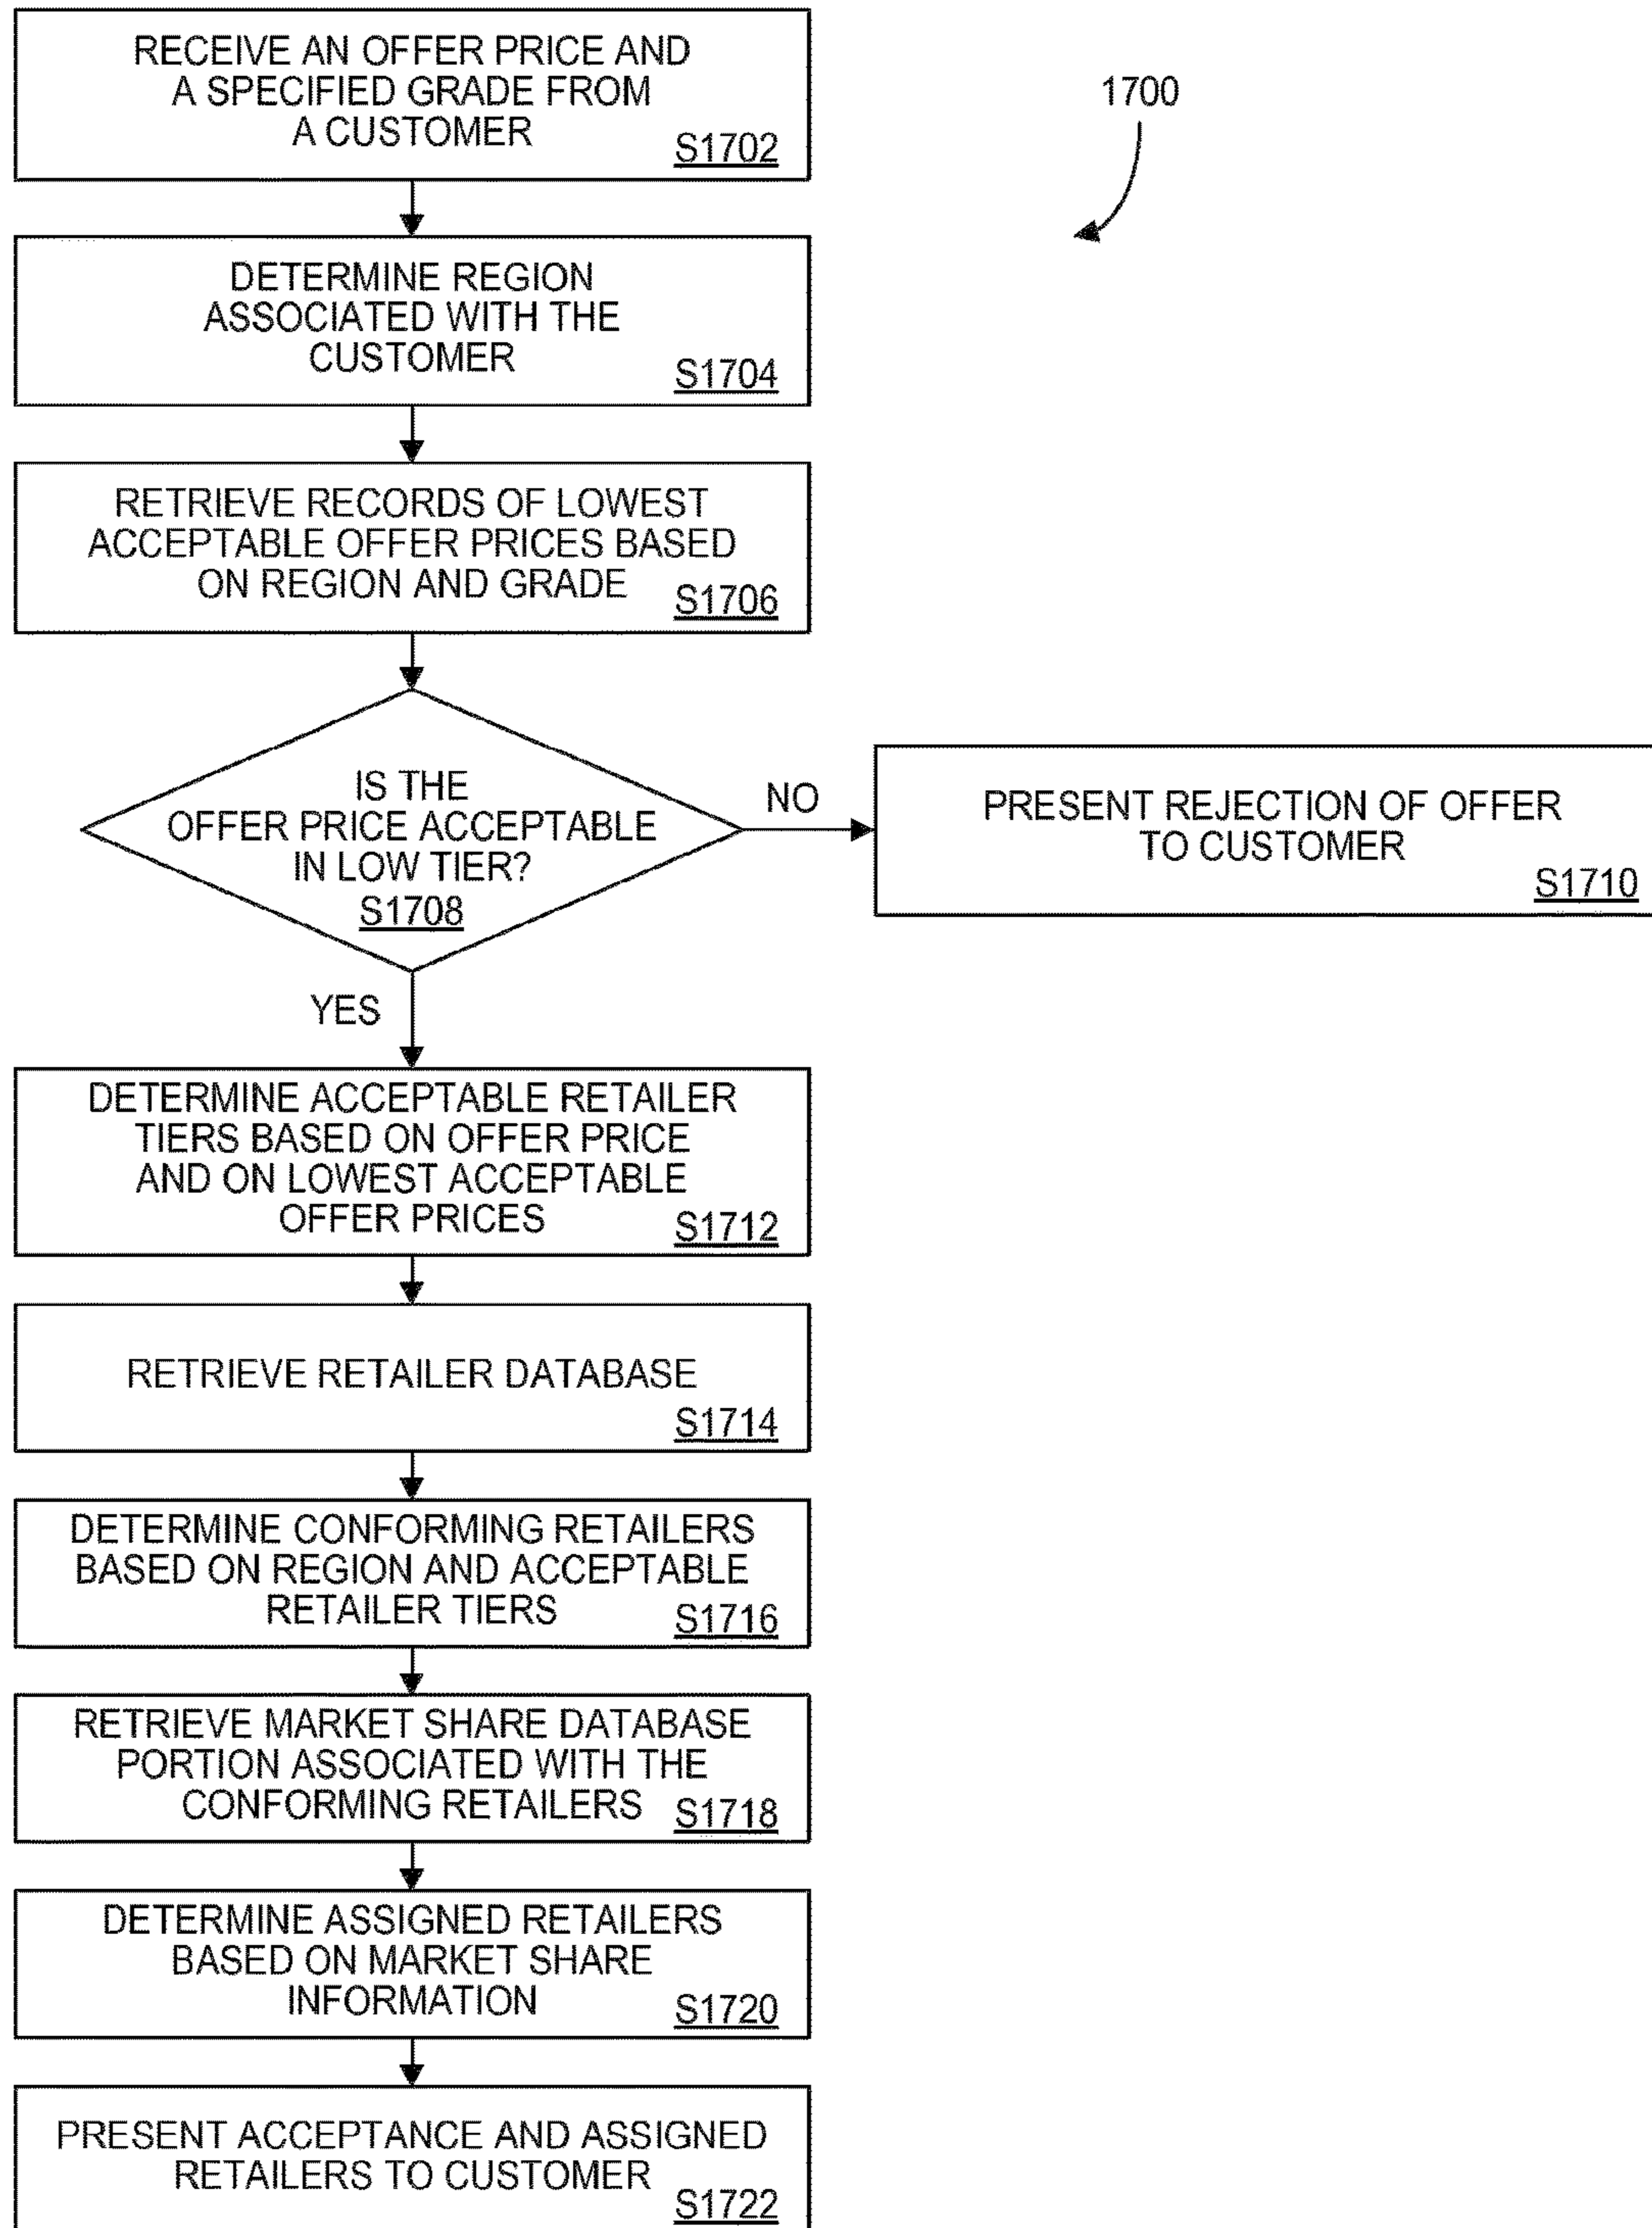 RECEIVE AN OFFER PRICE AND
A SPECIFIED GRADE FROM
A CUSTOMER
S1702
1700
DETERMINE REGION
ASSOCIATED WITH THE
CUSTOMER
S1704
RETRIEVE RECORDS OF LOWEST
ACCEPTABLE OFFER PRICES BASED
ON REGION AND GRADE
S1706
IS THE
OFFER PRICE ACCEPTABLE
IN LOW TIER?
S1708
NO
PRESENT REJECTION OF OFFER
TO CUSTOMER
S1710
YES
DETERMINE ACCEPTABLE RETAILER
TIERS BASED ON OFFER PRICE
AND ON LOWEST ACCEPTABLE
OFFER PRICES
S1712
RETRIEVE RETAILER DATABASE
S1714
DETERMINE CONFORMING RETAILERS
BASED ON REGION AND ACCEPTABLE
RETAILER TIERS
S1716
RETRIEVE MARKET SHARE DATABASE
PORTION ASSOCIATED WITH THE
CONFORMING RETAILERS
S1718
DETERMINE ASSIGNED RETAILERS
BASED ON MARKET SHARE
INFORMATION
S1720
PRESENT ACCEPTANCE AND ASSIGNED
RETAILERS TO CUSTOMER
S1722